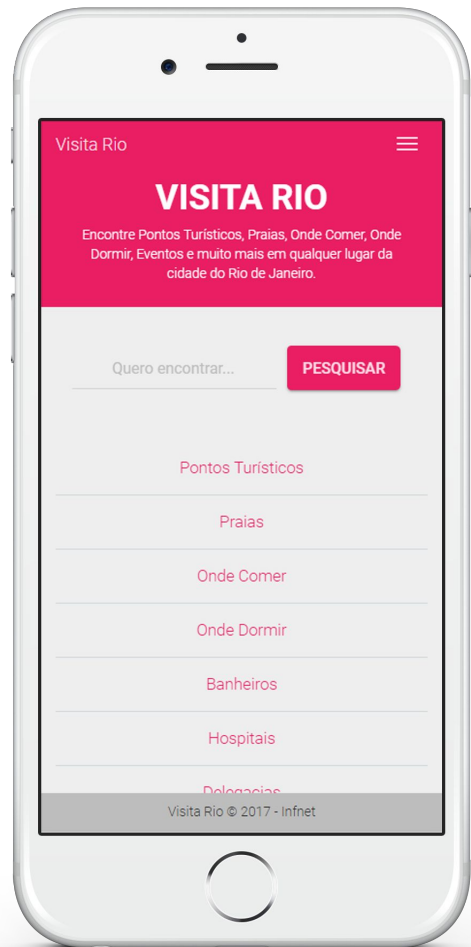 Visita Rio
VISITA RIO
Encontre Pontos Turísticos, Praias, Onde Comer, Onde
Dormir, Eventos e muito mais em qualquer lugar da
cidade do Rio de Janeiro.
Quero encontrar...
PESQUISAR
Pontos Turísticos
Praias
Onde Comer
Onde Dormir
Banheiros
Hospitais
Delegacias
Visita Rio © 2017 - Infnet